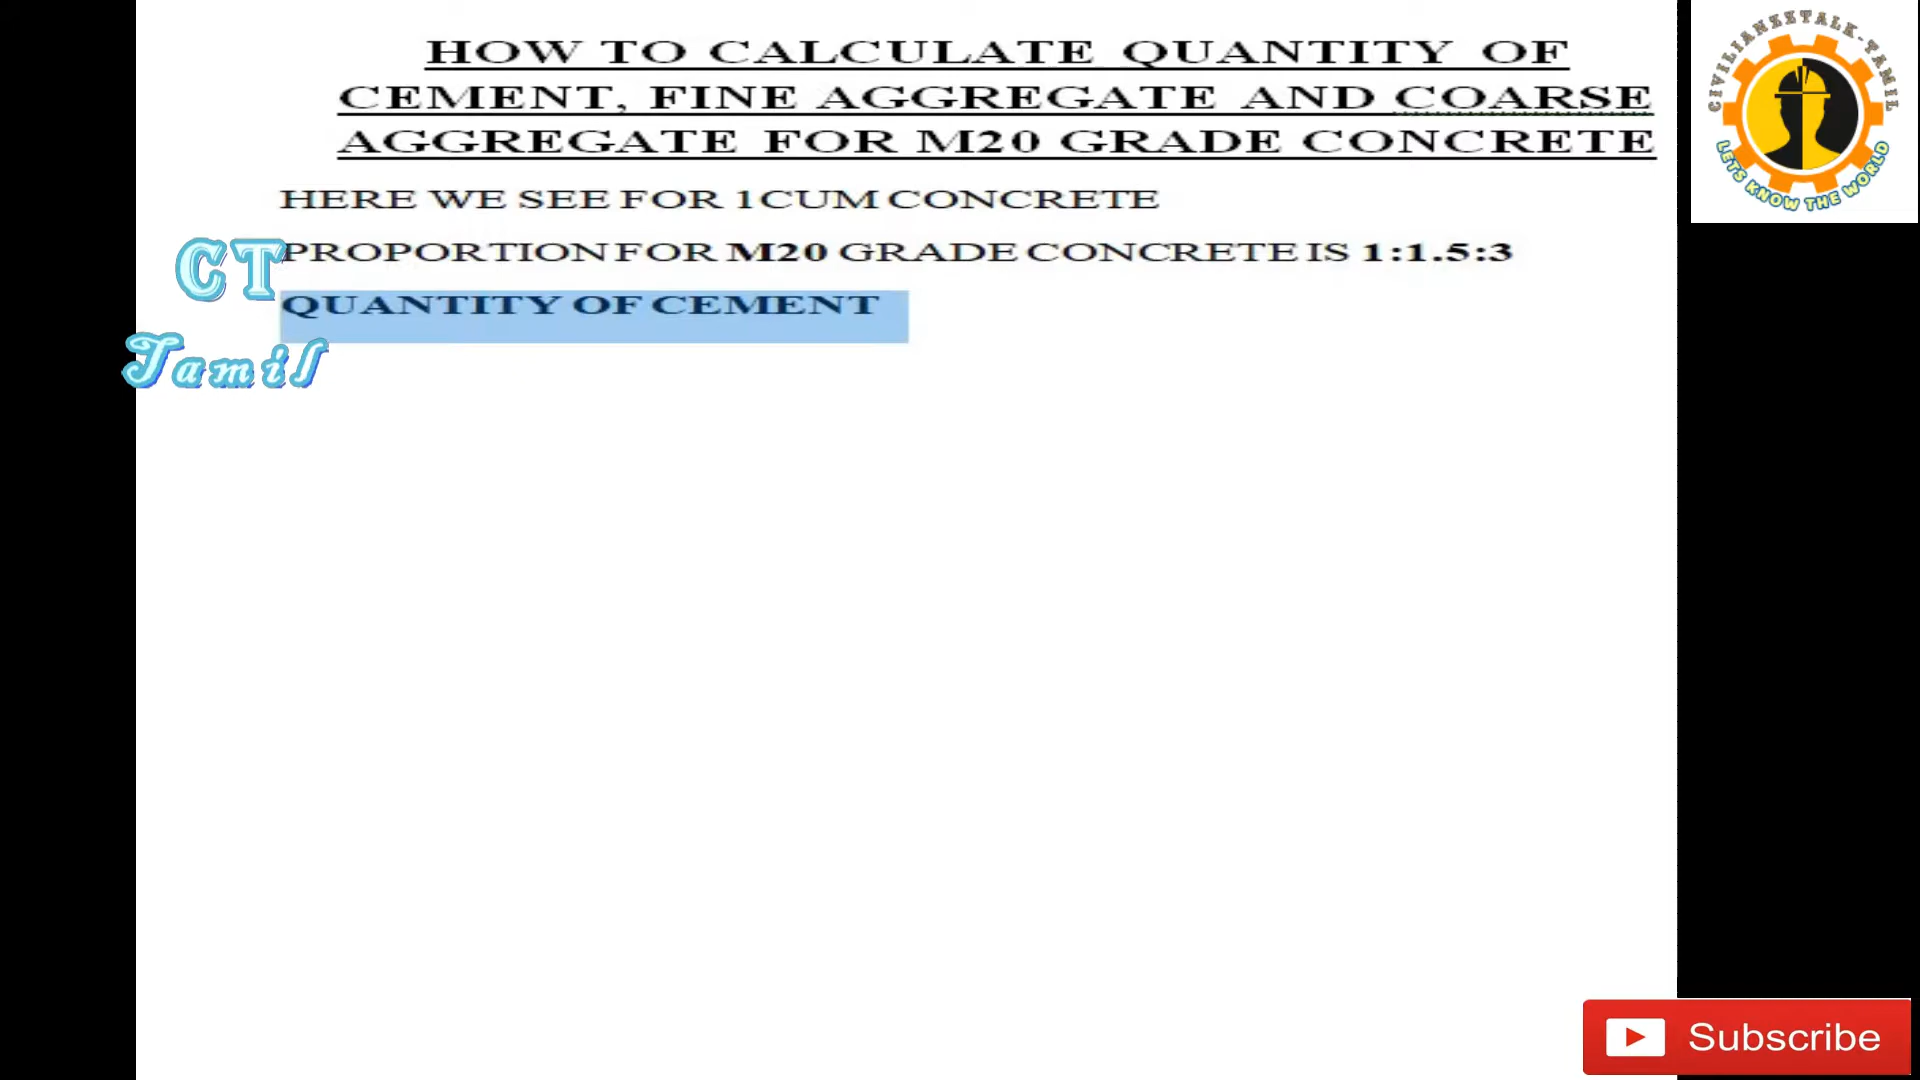 HOW TO CALCULATE QUANTITY OF
CEMENT, FINE AGGREGATE AND COARSE
AGGREGATE FOR M20 GRADE CONCRETE
HERE WE SEE FOR 1CUM CONCRETE
PROPORTION FOR M20 GRADE CONCRETE IS 1:1.5:3
QUANTITY OF CEMENT
CT
Tamil
CIVILIANZZTALK-TAMIL
LETS KNOW THE WORLD
Subscribe